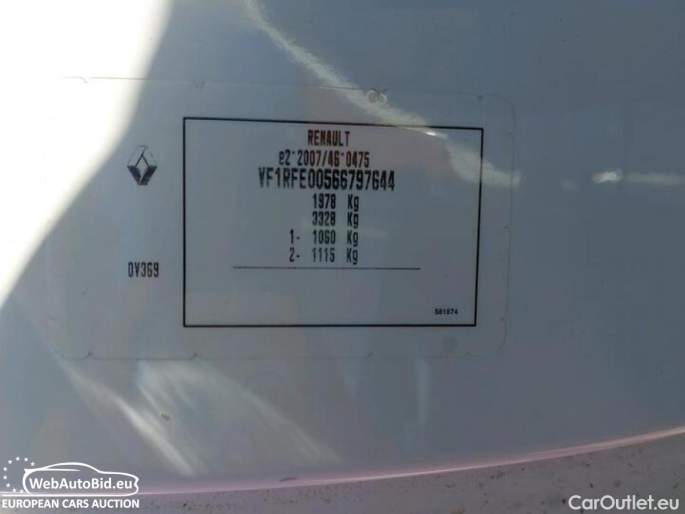 RENAULT
e2*2007/46*0475
VF1RFE00566797644
1978 Kg
3328 Kg
1- 1060 Kg
2- 1115 Kg
0V369
581874
WebAutoBid.eu
EUROPEAN CARS AUCTION
CarOutlet.eu